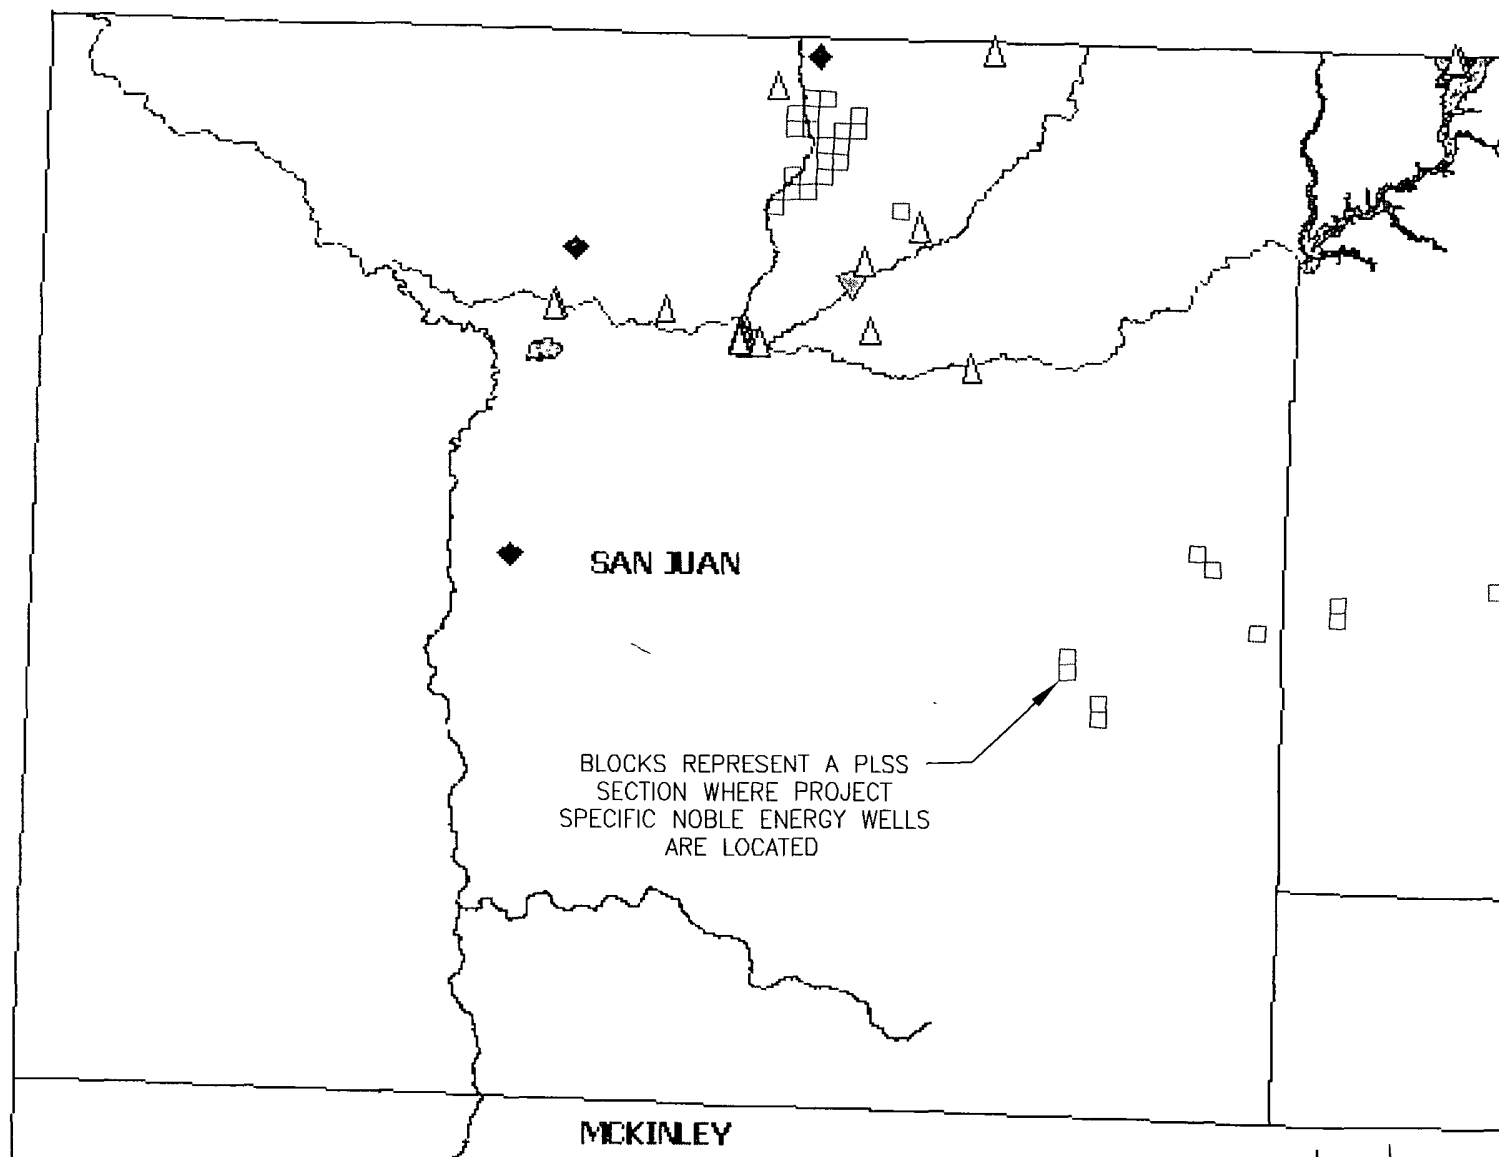 SAN JUAN
BLOCKS REPRESENT A PLSS
SECTION WHERE PROJECT
SPECIFIC NOBLE ENERGY WELLS
ARE LOCATED
MCKINLEY